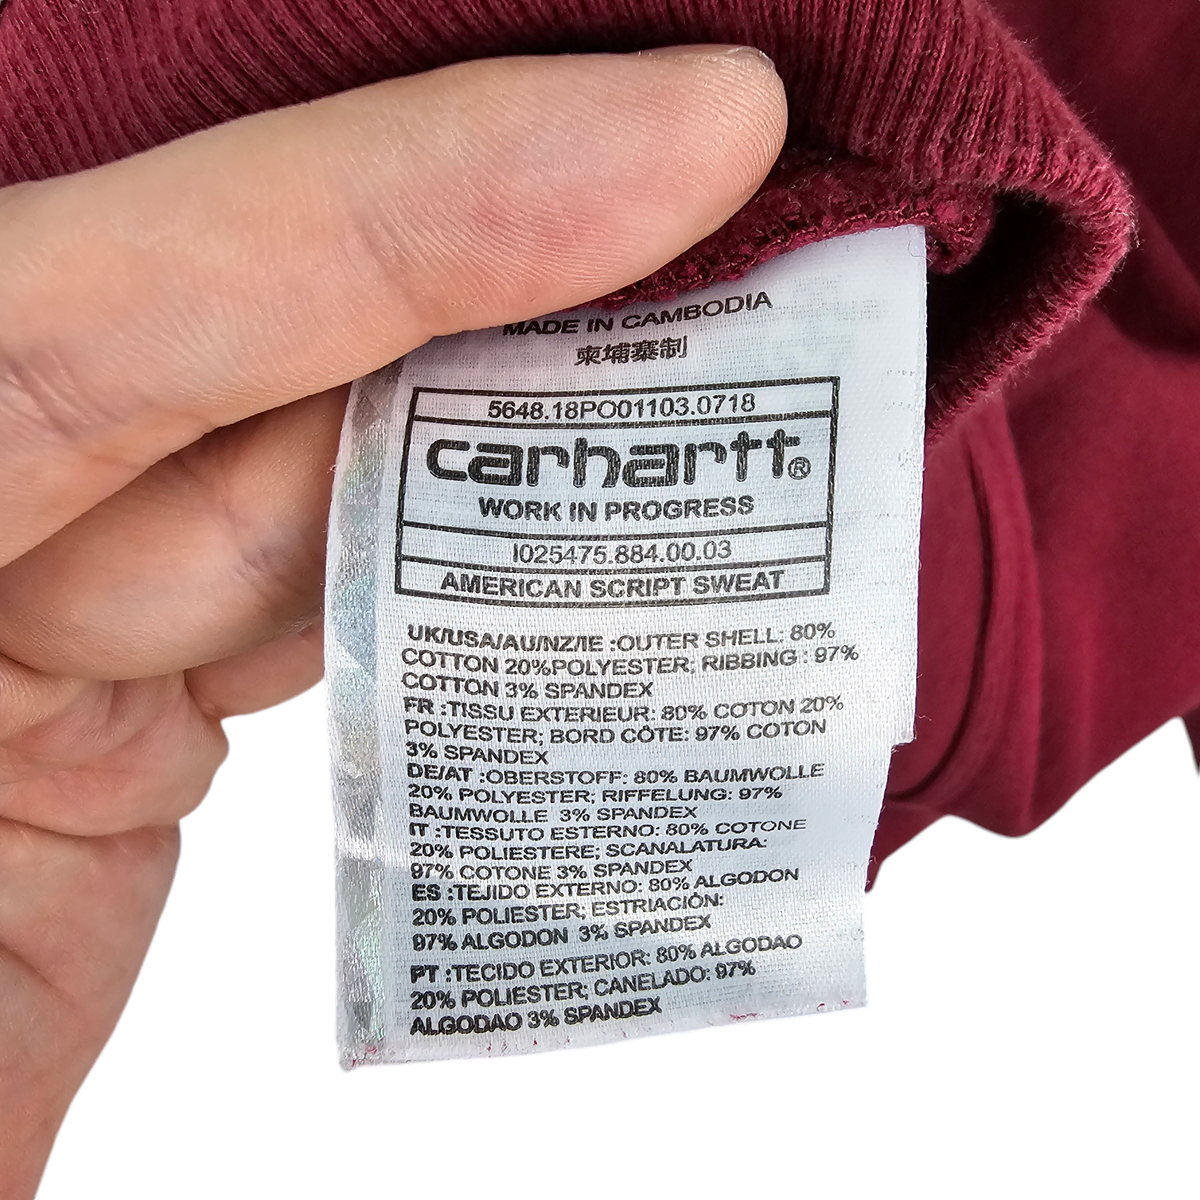 MADE IN CAMBODIA
柬埔寨制
5648.18PO01103.0718
carhartt®
WORK IN PROGRESS
I025475.884.00.03
AMERICAN SCRIPT SWEAT
UK/USA/AU/NZ/IE :OUTER SHELL: 80%
COTTON 20%POLYESTER; RIBBING : 97%
COTTON 3% SPANDEX
FR :TISSU EXTERIEUR: 80% COTON 20%
POLYESTER; BORD CÔTE: 97% COTON
3% SPANDEX
DE/AT :OBERSTOFF: 80% BAUMWOLLE
20% POLYESTER; RIFFELUNG: 97%
BAUMWOLLE 3% SPANDEX
IT :TESSUTO ESTERNO: 80% COTONE
20% POLIESTERE; SCANALATURA:
97% COTONE 3% SPANDEX
ES :TEJIDO EXTERNO: 80% ALGODON
20% POLIESTER; ESTRIACIÓN:
97% ALGODON 3% SPANDEX
PT :TECIDO EXTERIOR: 80% ALGODAO
20% POLIESTER; CANELADO: 97%
ALGODAO 3% SPANDEX